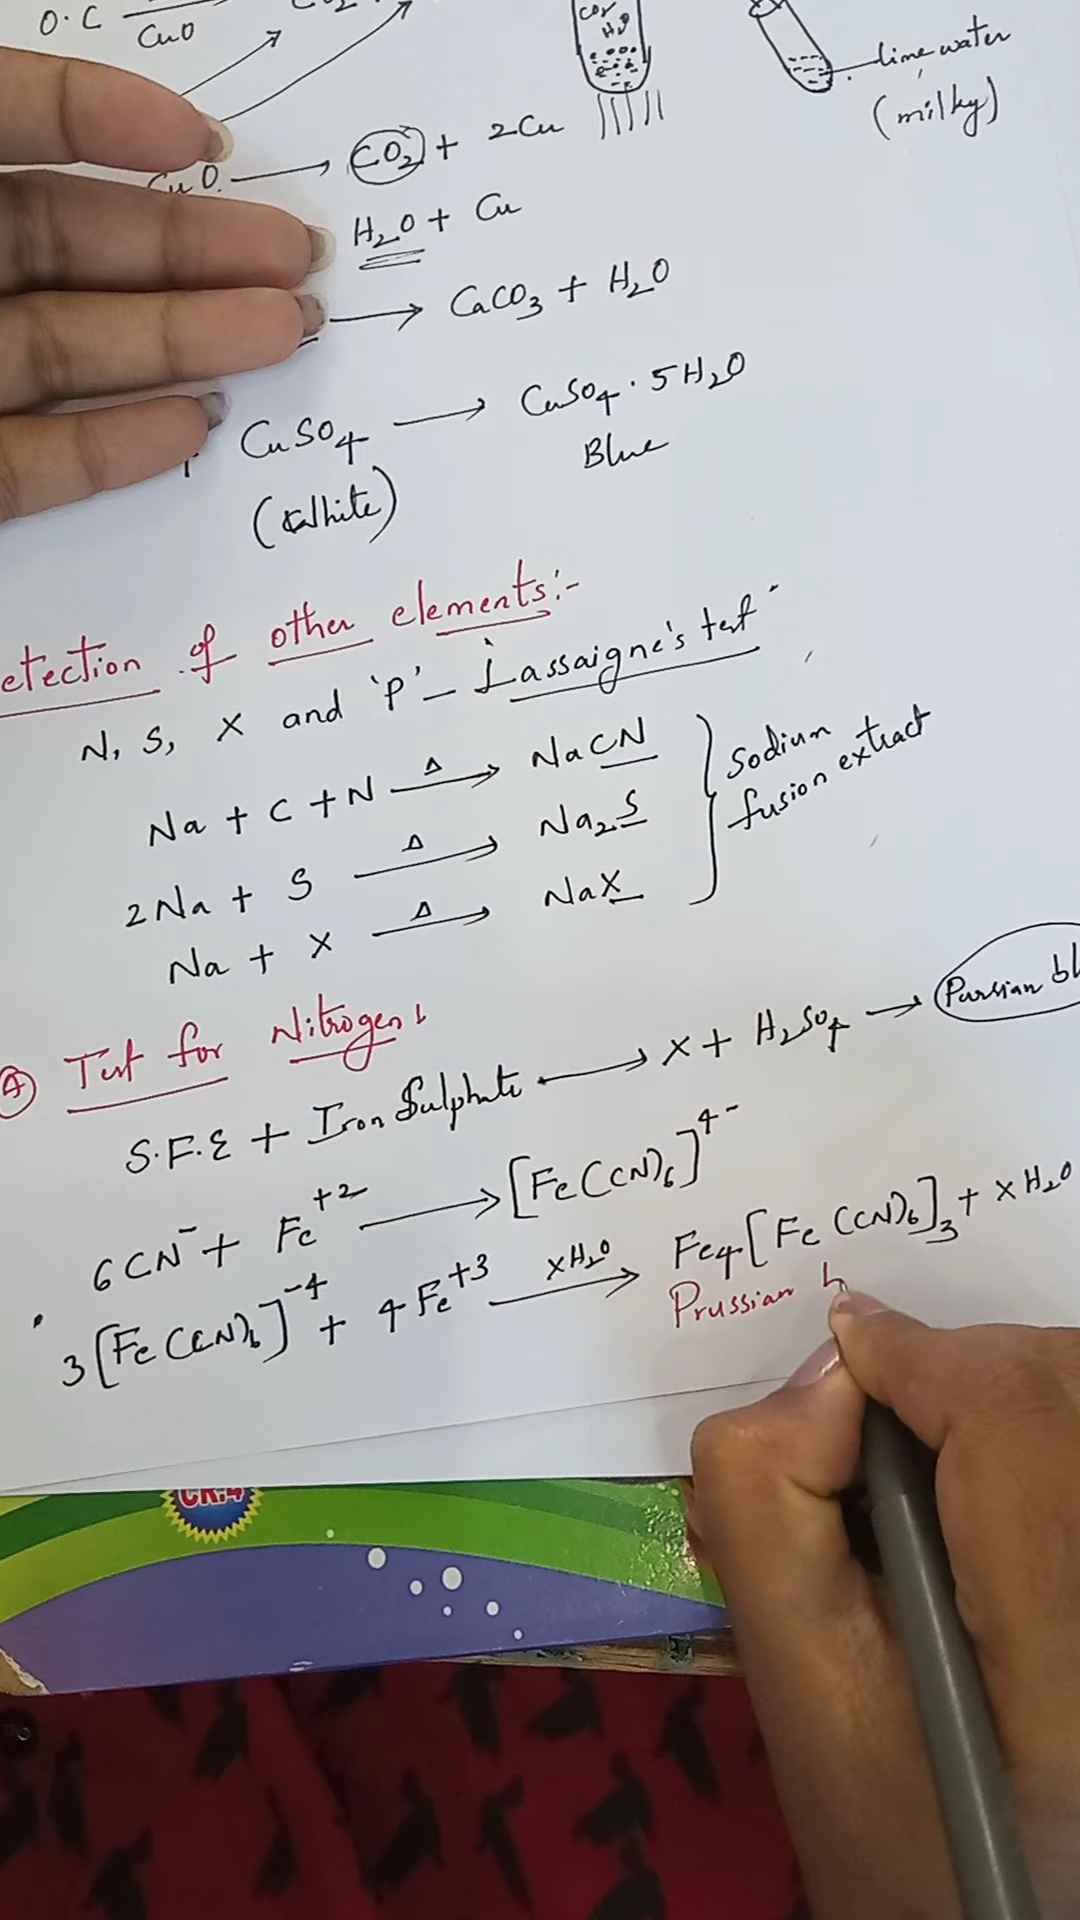 O.C CuO
CO2 H2O
lime water
(milky)
CuO ⟶ CO2 + 2Cu
H2O + Cu
⟶ CaCO3 + H2O
CuSO4 ⟶ CuSO4 · 5H2O
(White) Blue
etection of other elements:-
N, S, X and 'P' – Lassaigne's test
Na + C + N —Δ→ NaCN
2Na + S —Δ→ Na2S
Na + X —Δ→ NaX
Sodium
fusion extract
Test for Nitrogen
S.F.E + Iron Sulphate ⟶ X + H2SO4 ⟶ Pursian bl
6CN⁻ + Fe⁺² ⟶ [Fe(CN)6]⁴⁻
3[Fe(CN)6]⁻⁴ + 4Fe⁺³ —xH2O→ Fe4[Fe(CN)6]3 + xH2O
Prussian b
CR.4